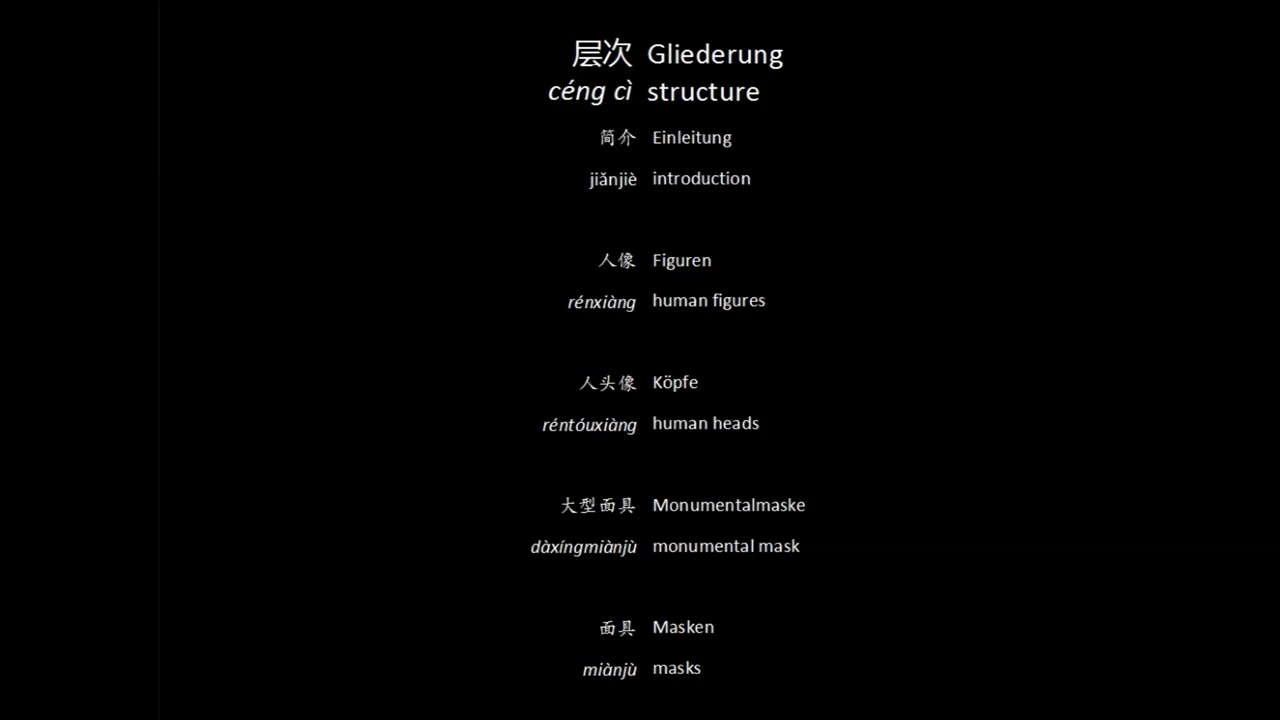 层次 Gliederung
céng cì structure
简介 Einleitung
jiǎnjiè introduction
人像 Figuren
rénxiàng human figures
人头像 Köpfe
réntóuxiàng human heads
大型面具 Monumentalmaske
dàxíngmiànjù monumental mask
面具 Masken
miànjù masks